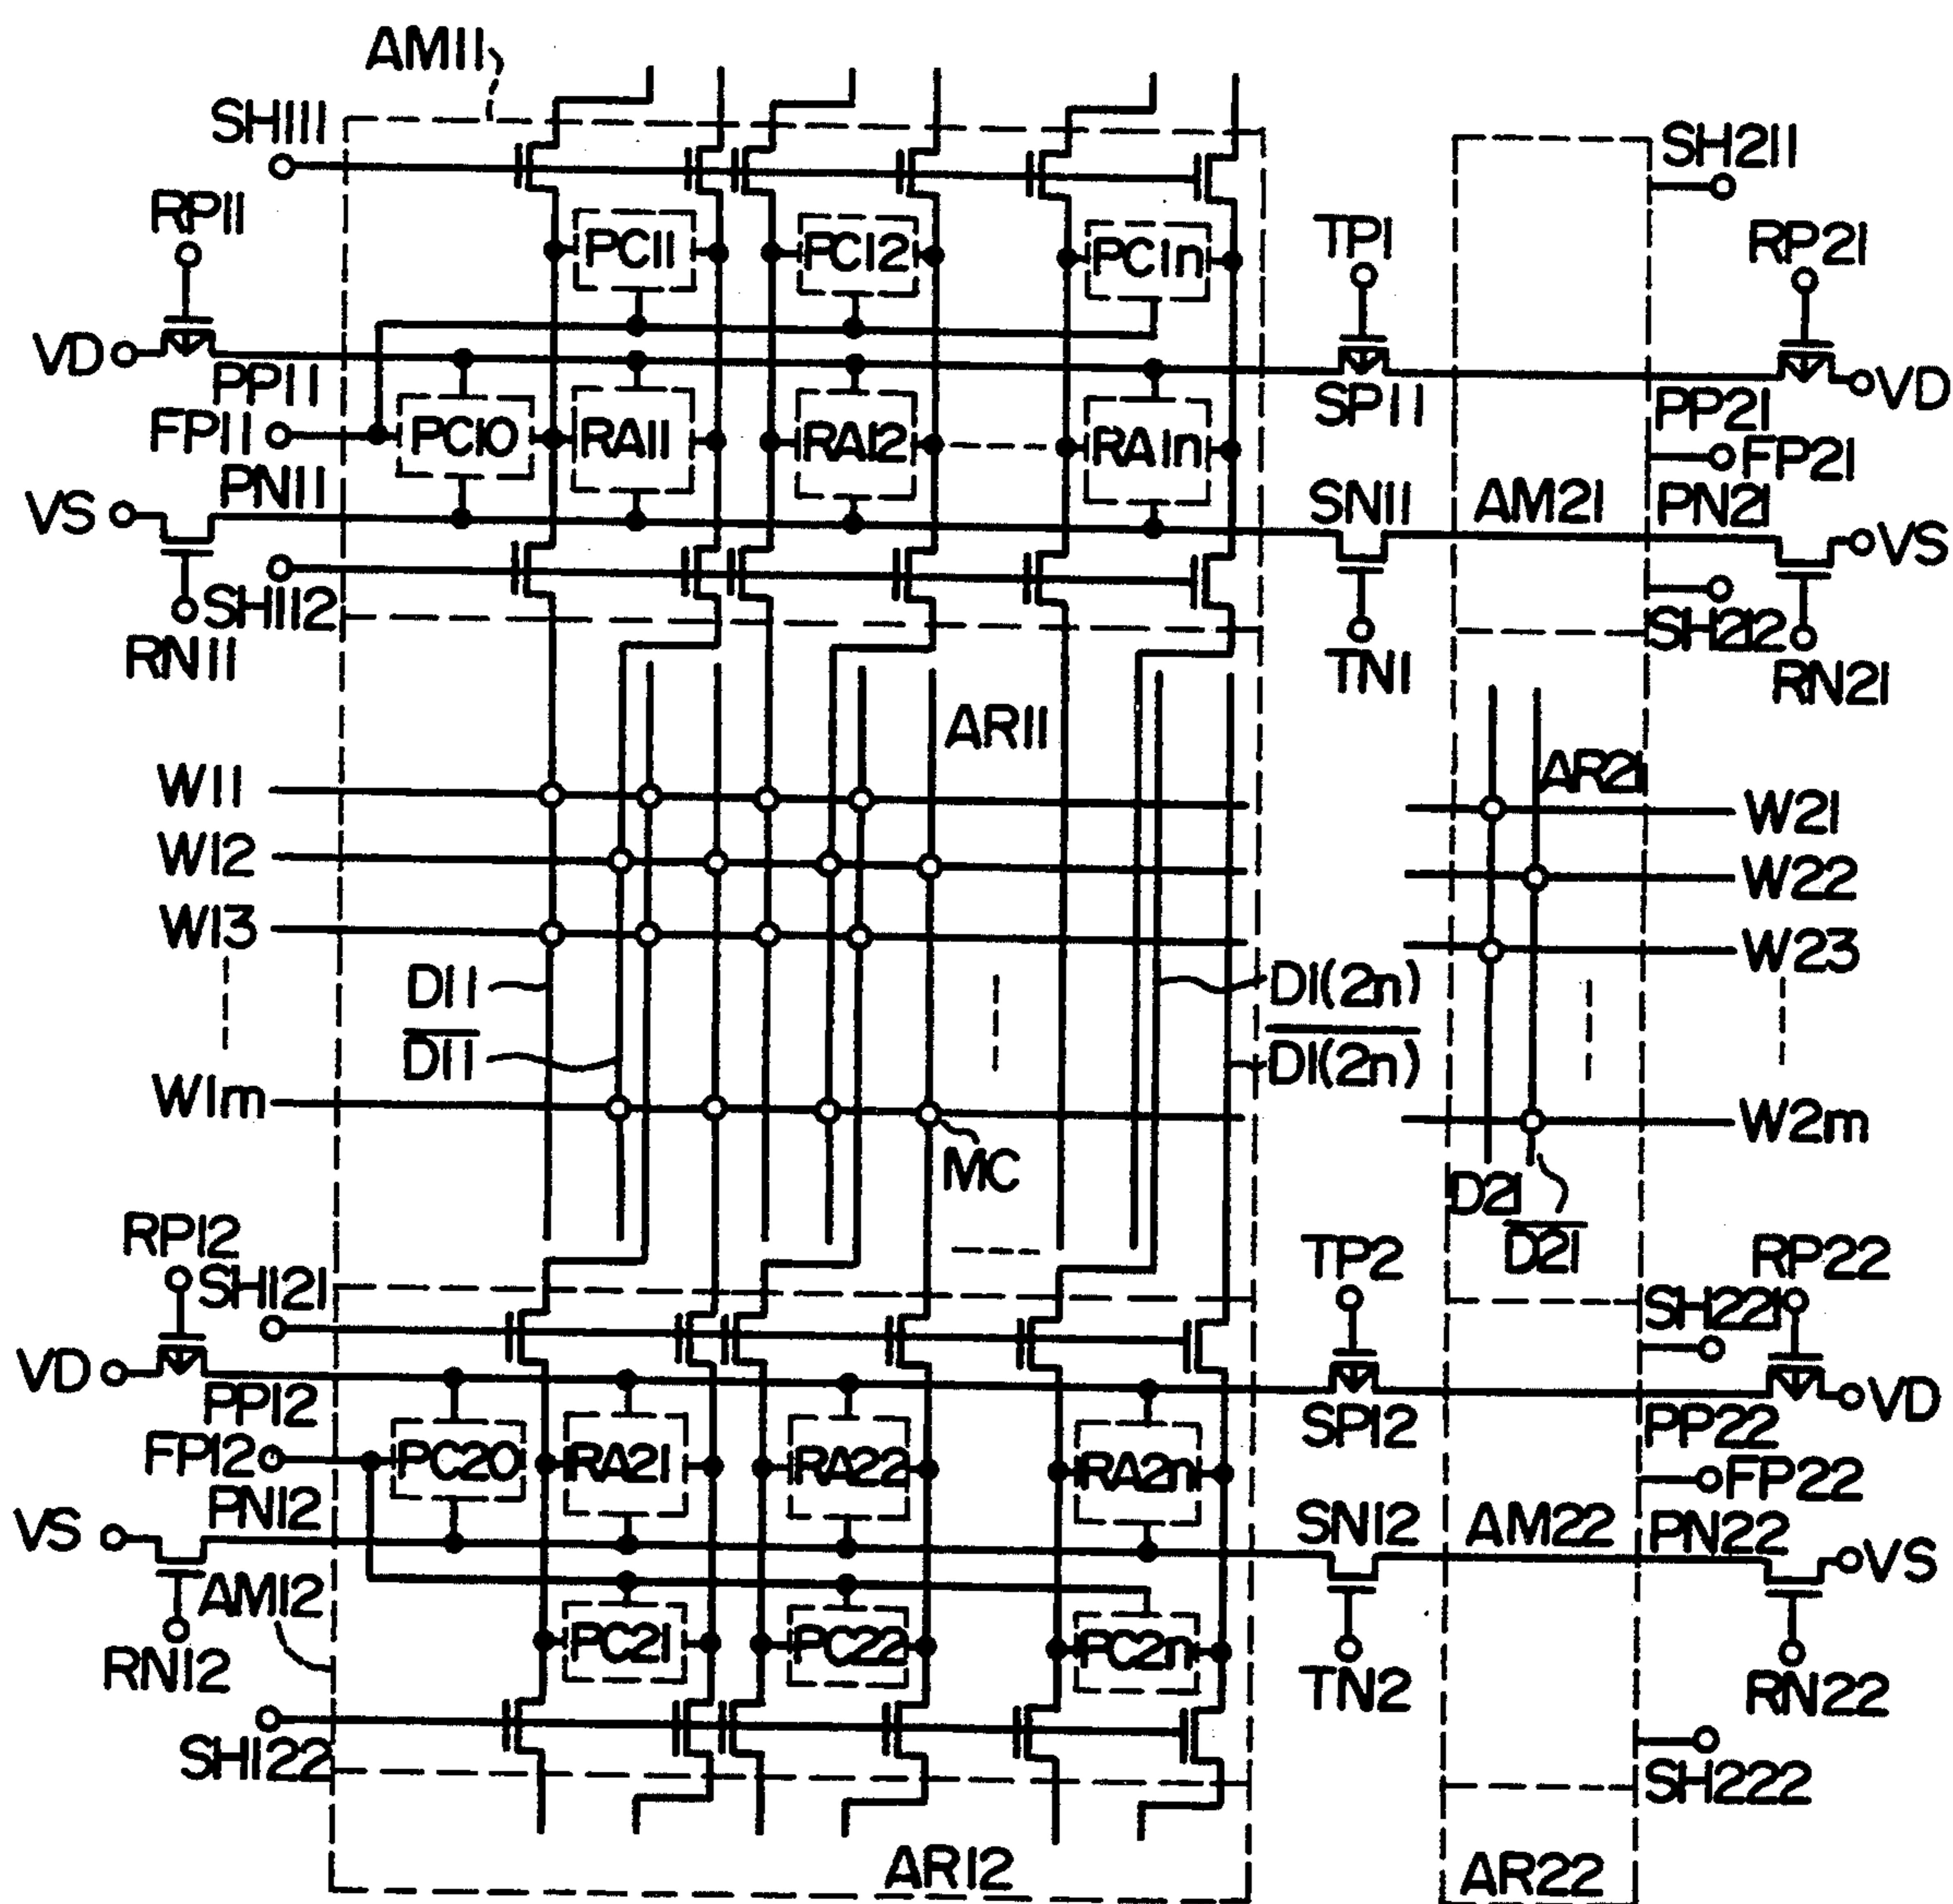 AM11
SH111
SH211
RP11
PC11
PC12
PC1n
TP1
RP21
VD
PP11
SP11
PP21
VD
FP11
PC10
RA11
RA12
RA1n
FP21
PN11
SN11
AM21
PN21
VS
VS
SH112
SH212
RN11
TN1
RN21
AR11
AR21
W11
W21
W12
W22
W13
W23
D11
D1(2n)
D11
D1(2n)
W1m
W2m
MC
D21
D21
RP12
SH121
TP2
RP22
SH221
VD
PP12
SP12
PP22
VD
FP12
PC20
RA21
RA22
RA2n
FP22
PN12
SN12
AM22
PN22
VS
VS
AM12
PC21
PC22
PC2n
RN12
TN2
RN22
SH122
SH222
AR12
AR22